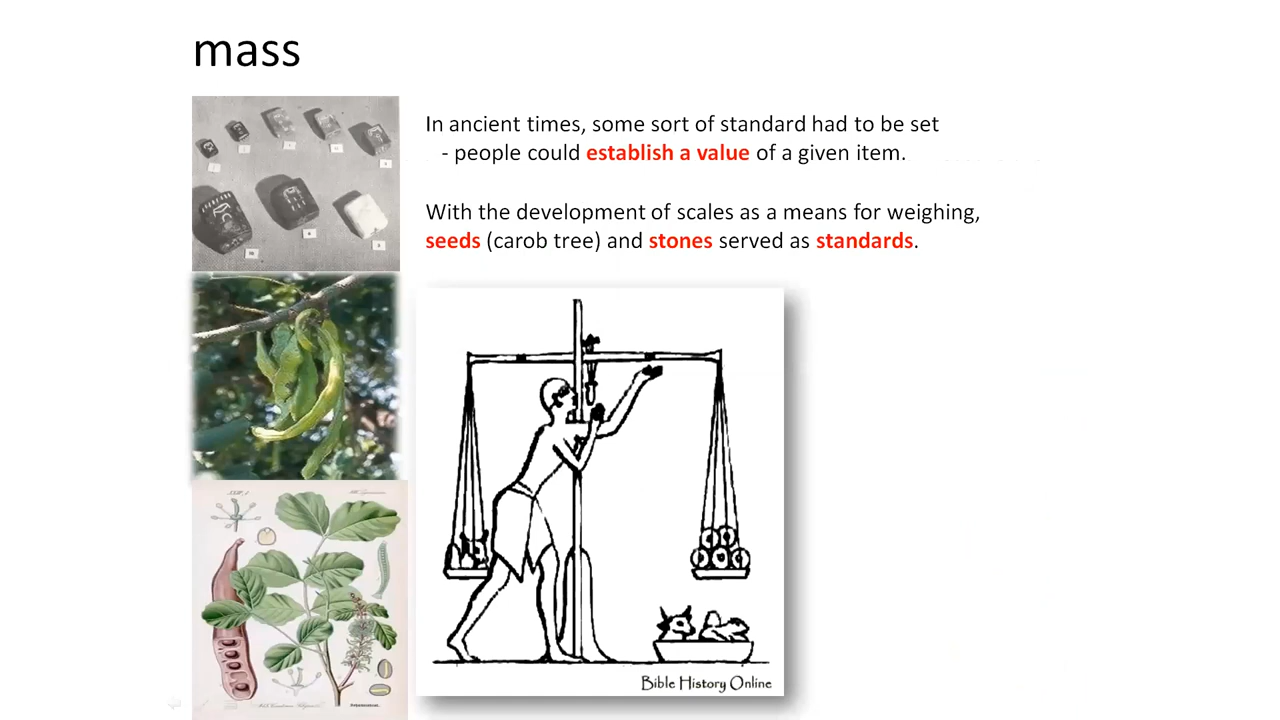 mass
In ancient times, some sort of standard had to be set
- people could establish a value of a given item.
With the development of scales as a means for weighing,
seeds (carob tree) and stones served as standards.
Bible History Online